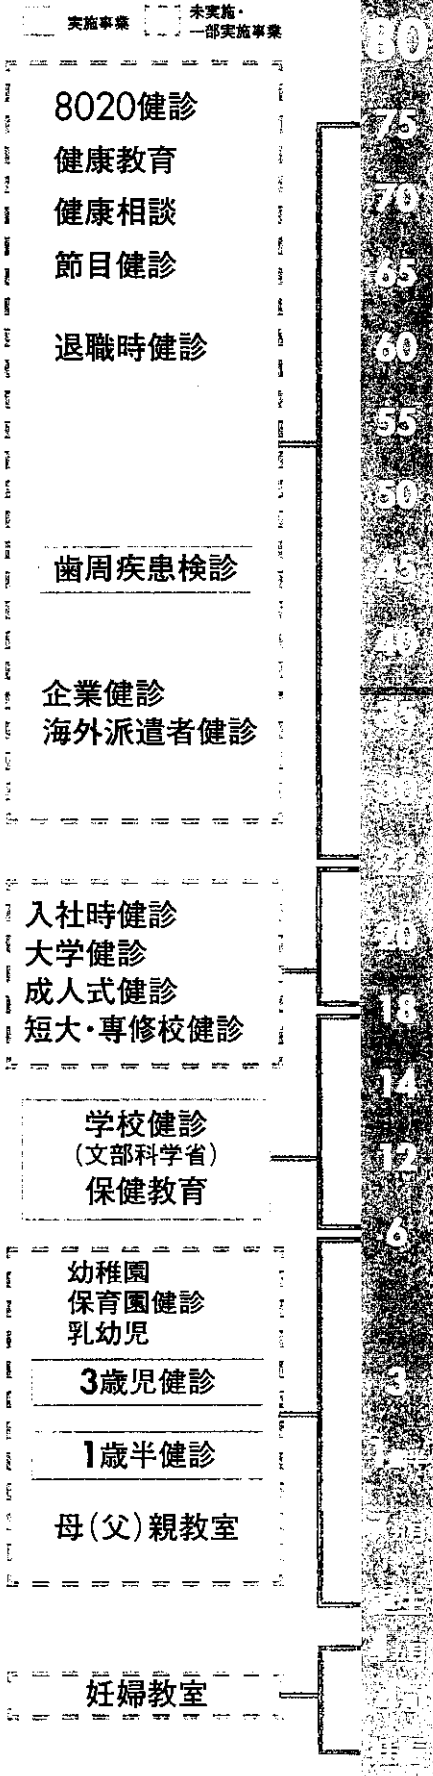 実施事業
未実施・
一部実施事業
80
8020健診
75
健康教育
健康相談
70
節目健診
65
退職時健診
60
55
50
歯周疾患検診
45
40
企業健診
35
海外派遣者健診
30
22
入社時健診
20
大学健診
成人式健診
18
短大・専修校健診
14
学校健診
(文部科学省)
12
保健教育
6
幼稚園
保育園健診
乳幼児
3歳児健診
3
1歳半健診
母(父)親教室
妊婦教室